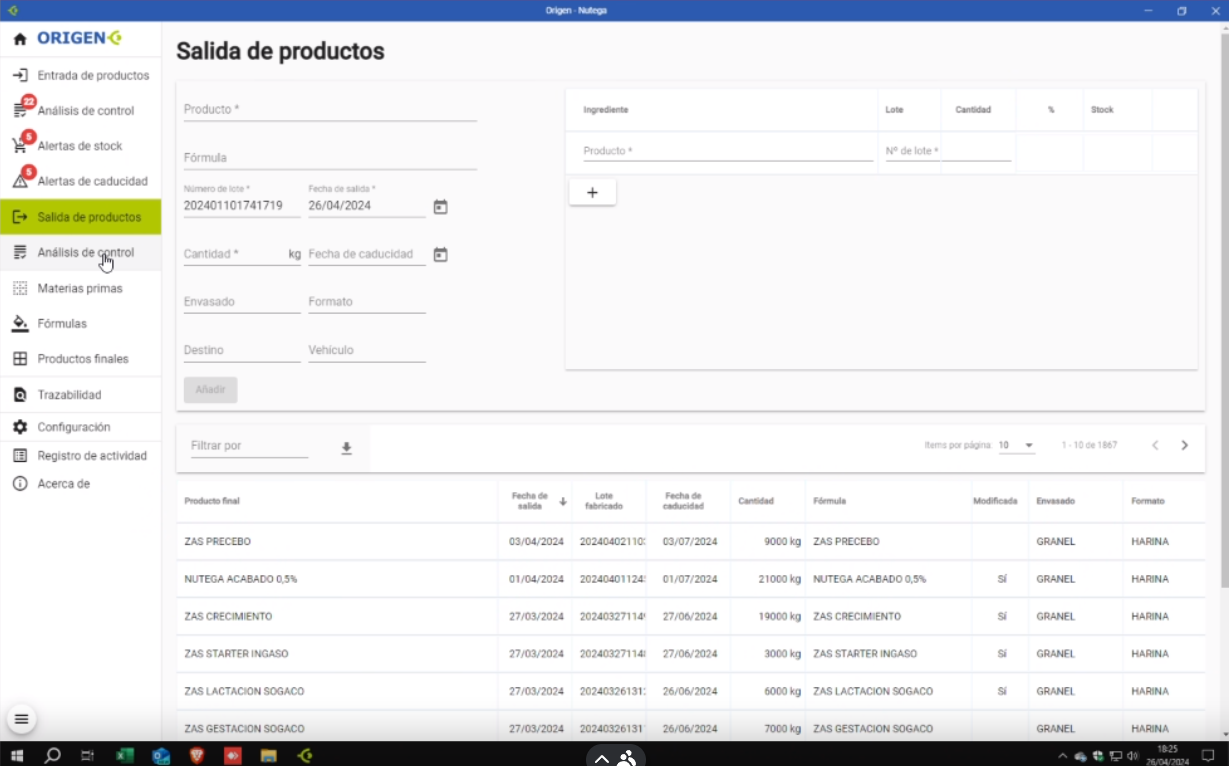 Origen - Nutega
ORIGEN
Entrada de productos
22
Análisis de control
5
Alertas de stock
5
Alertas de caducidad
Salida de productos
Análisis de control
Materias primas
Fórmulas
Productos finales
Trazabilidad
Configuración
Registro de actividad
Acerca de
Salida de productos
Producto *
Fórmula
Número de lote * Fecha de salida *
202401101741719 26/04/2024
Cantidad * kg Fecha de caducidad
Envasado Formato
Destino Vehículo
Añadir
Ingrediente Lote Cantidad % Stock
Producto * Nº de lote *
+
Filtrar por
Items por página: 10 1 - 10 de 1867
Producto final Fecha de salida Lote fabricado Fecha de caducidad Cantidad Fórmula Modificada Envasado Formato
ZAS PRECEBO 03/04/2024 202404021103 03/07/2024 9000 kg ZAS PRECEBO GRANEL HARINA
NUTEGA ACABADO 0,5% 01/04/2024 20240401124 01/07/2024 21000 kg NUTEGA ACABADO 0,5% Sí GRANEL HARINA
ZAS CRECIMIENTO 27/03/2024 20240327114 27/06/2024 19000 kg ZAS CRECIMIENTO Sí GRANEL HARINA
ZAS STARTER INGASO 27/03/2024 20240327114 27/06/2024 3000 kg ZAS STARTER INGASO Sí GRANEL HARINA
ZAS LACTACION SOGACO 27/03/2024 20240326131 26/06/2024 6000 kg ZAS LACTACION SOGACO Sí GRANEL HARINA
ZAS GESTACION SOGACO 27/03/2024 20240326131 26/06/2024 7000 kg ZAS GESTACION SOGACO GRANEL HARINA
18:25
26/04/2024